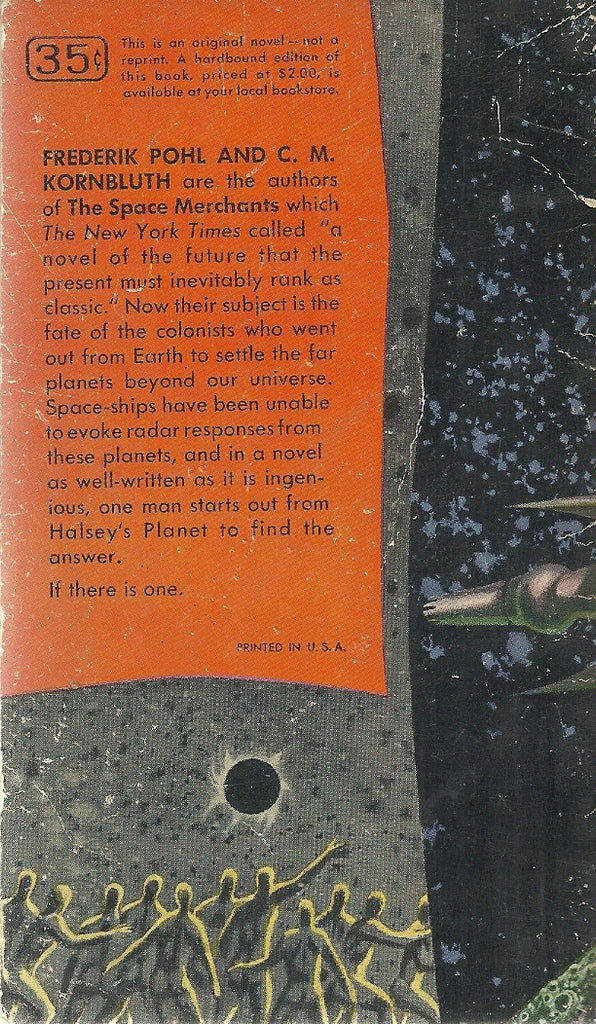 35¢
This is an original novel—not a
reprint. A hardbound edition of
this book, priced at $2.00, is
available at your local bookstore.
FREDERIK POHL AND C. M.
KORNBLUTH are the authors
of The Space Merchants which
The New York Times called "a
novel of the future that the
present must inevitably rank as
classic." Now their subject is the
fate of the colonists who went
out from Earth to settle the far
planets beyond our universe.
Space-ships have been unable
to evoke radar responses from
these planets, and in a novel
as well-written as it is ingen-
ious, one man starts out from
Halsey's Planet to find the
answer.
If there is one.
PRINTED IN U. S. A.